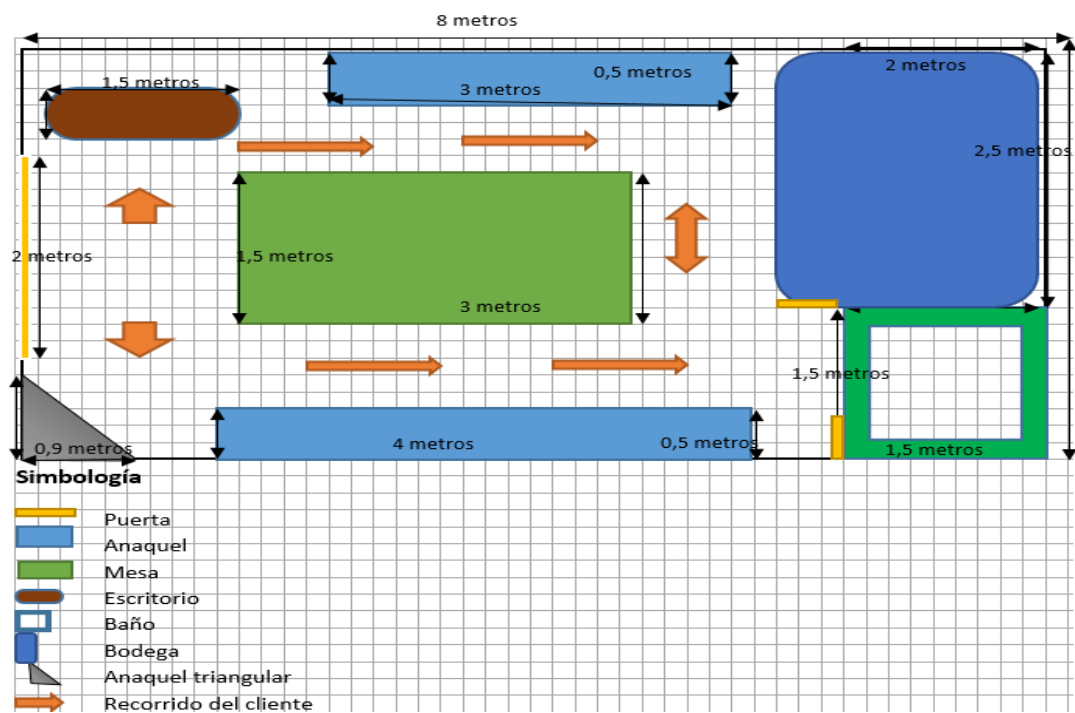 8 metros
1,5 metros
0,5 metros
3 metros
2 metros
2,5 metros
2 metros
1,5 metros
3 metros
1,5 metros
0,9 metros
4 metros
0,5 metros
1,5 metros
Simbología
Puerta
Anaquel
Mesa
Escritorio
Baño
Bodega
Anaquel triangular
Recorrido del cliente